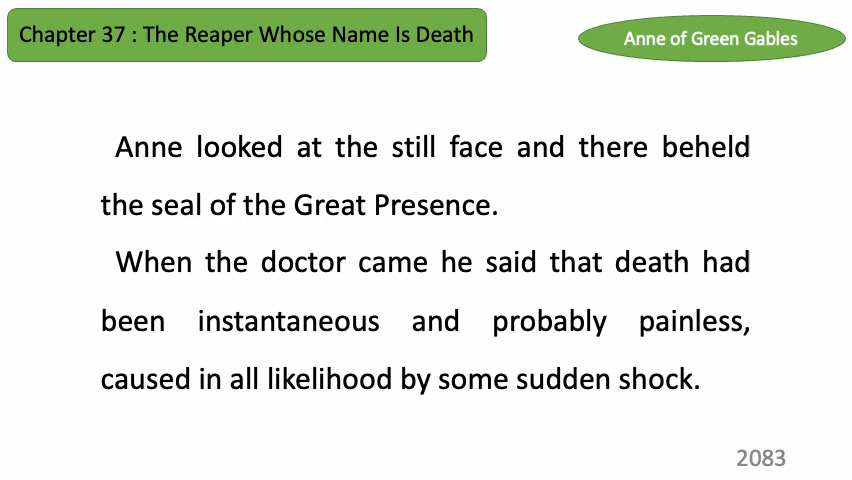 Chapter 37 : The Reaper Whose Name Is Death
Anne of Green Gables
Anne looked at the still face and there beheld
the seal of the Great Presence.
When the doctor came he said that death had
been instantaneous and probably painless,
caused in all likelihood by some sudden shock.
2083